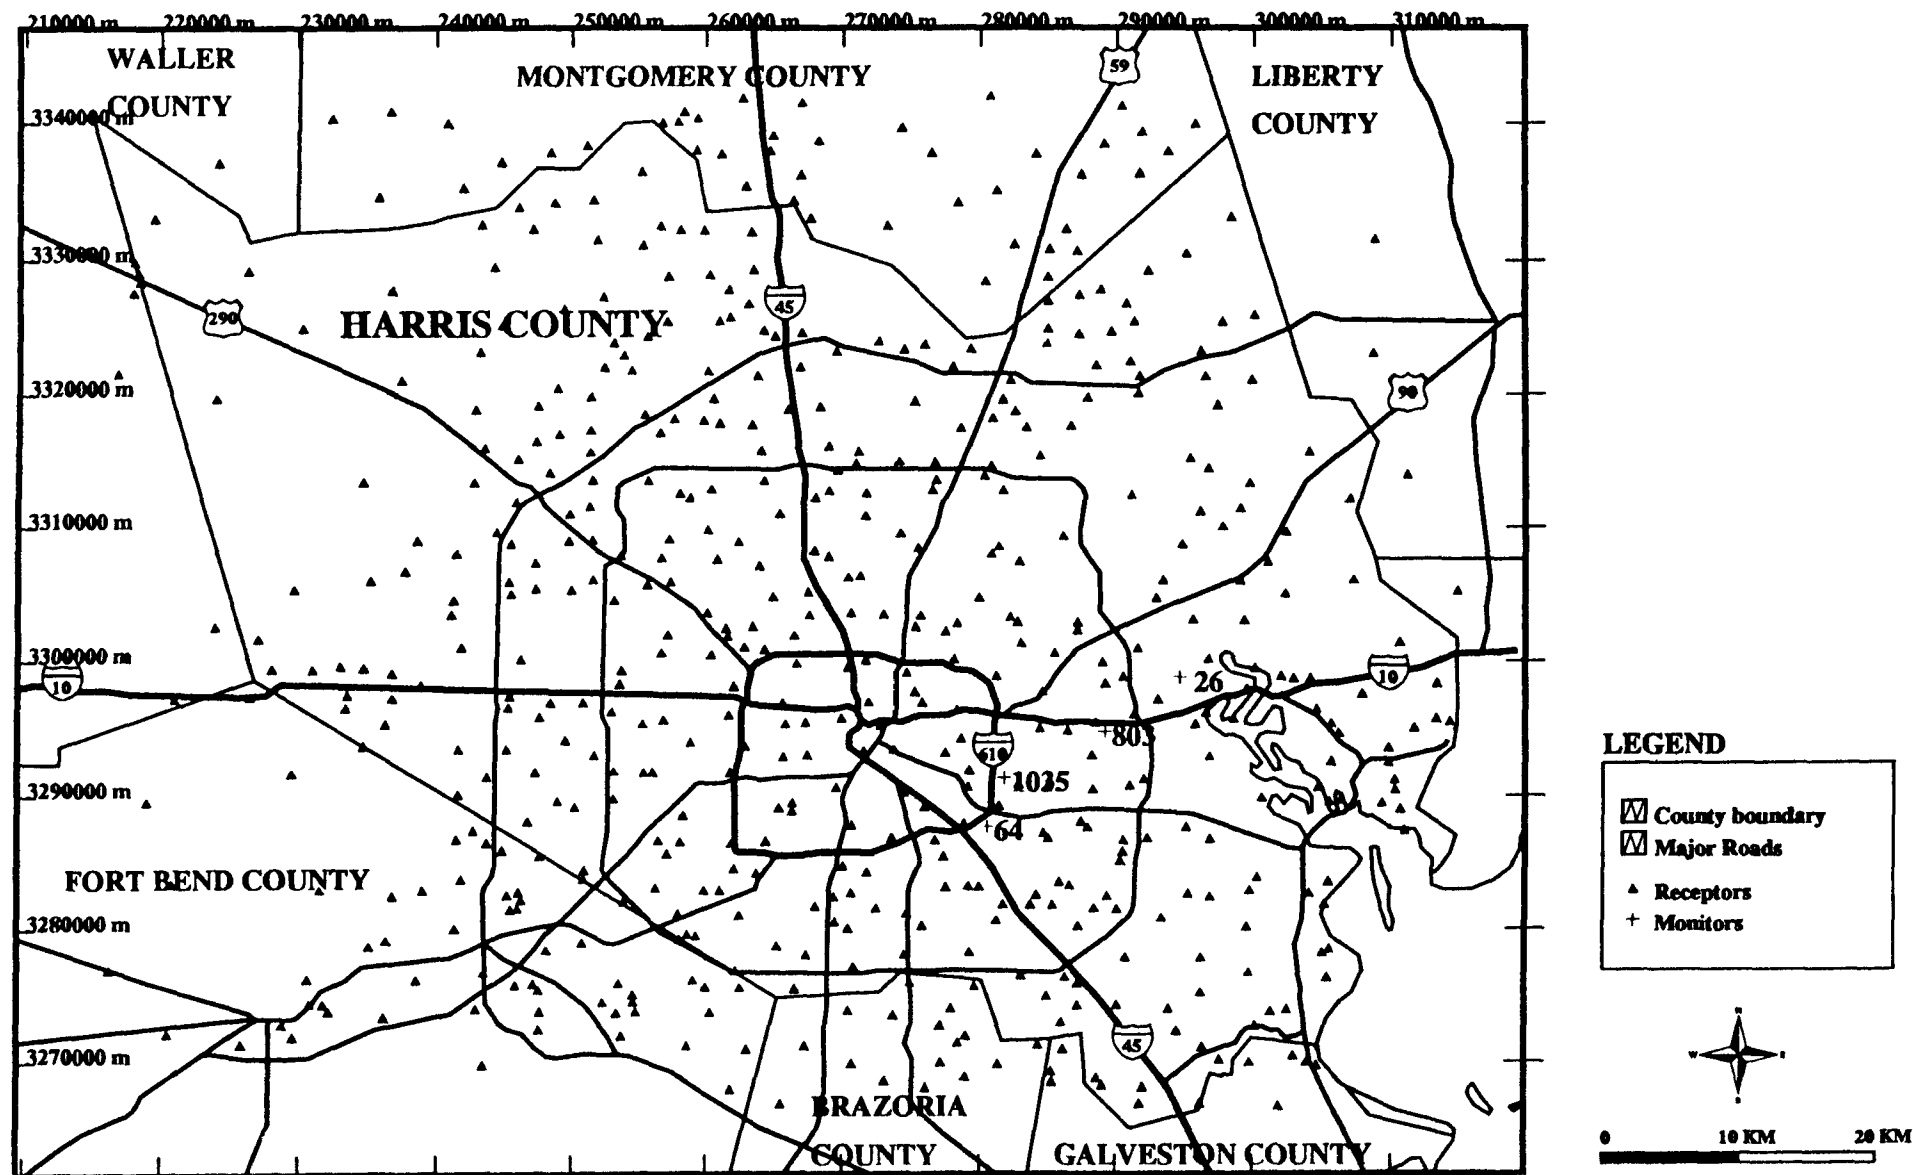 210000 m 220000 m 230000 m 240000 m 250000 m 260000 m 270000 m 280000 m 290000 m 300000 m 310000 m
WALLER
COUNTY
MONTGOMERY COUNTY
59
LIBERTY
COUNTY
3340000 m
3330000 m
290
HARRIS COUNTY
45
3320000 m
90
3310000 m
3300000 m
10
26
10
803
610
1035
3290000 m
64
FORT BEND COUNTY
3280000 m
3270000 m
45
BRAZORIA
COUNTY
GALVESTON COUNTY
LEGEND
County boundary
Major Roads
Receptors
Monitors
N
W E
S
0 10 KM 20 KM